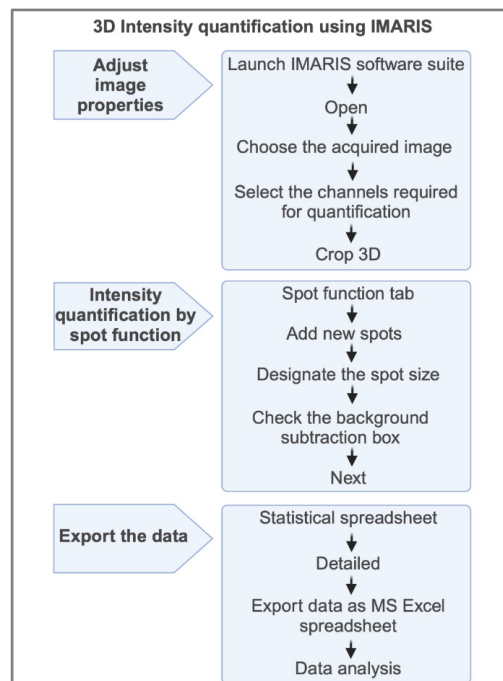 3D Intensity quantification using IMARIS
Adjust
image
properties
Launch IMARIS software suite
Open
Choose the acquired image
Select the channels required
for quantification
Crop 3D
Intensity
quantification by
spot function
Spot function tab
Add new spots
Designate the spot size
Check the background
subtraction box
Next
Export the data
Statistical spreadsheet
Detailed
Export data as MS Excel
spreadsheet
Data analysis